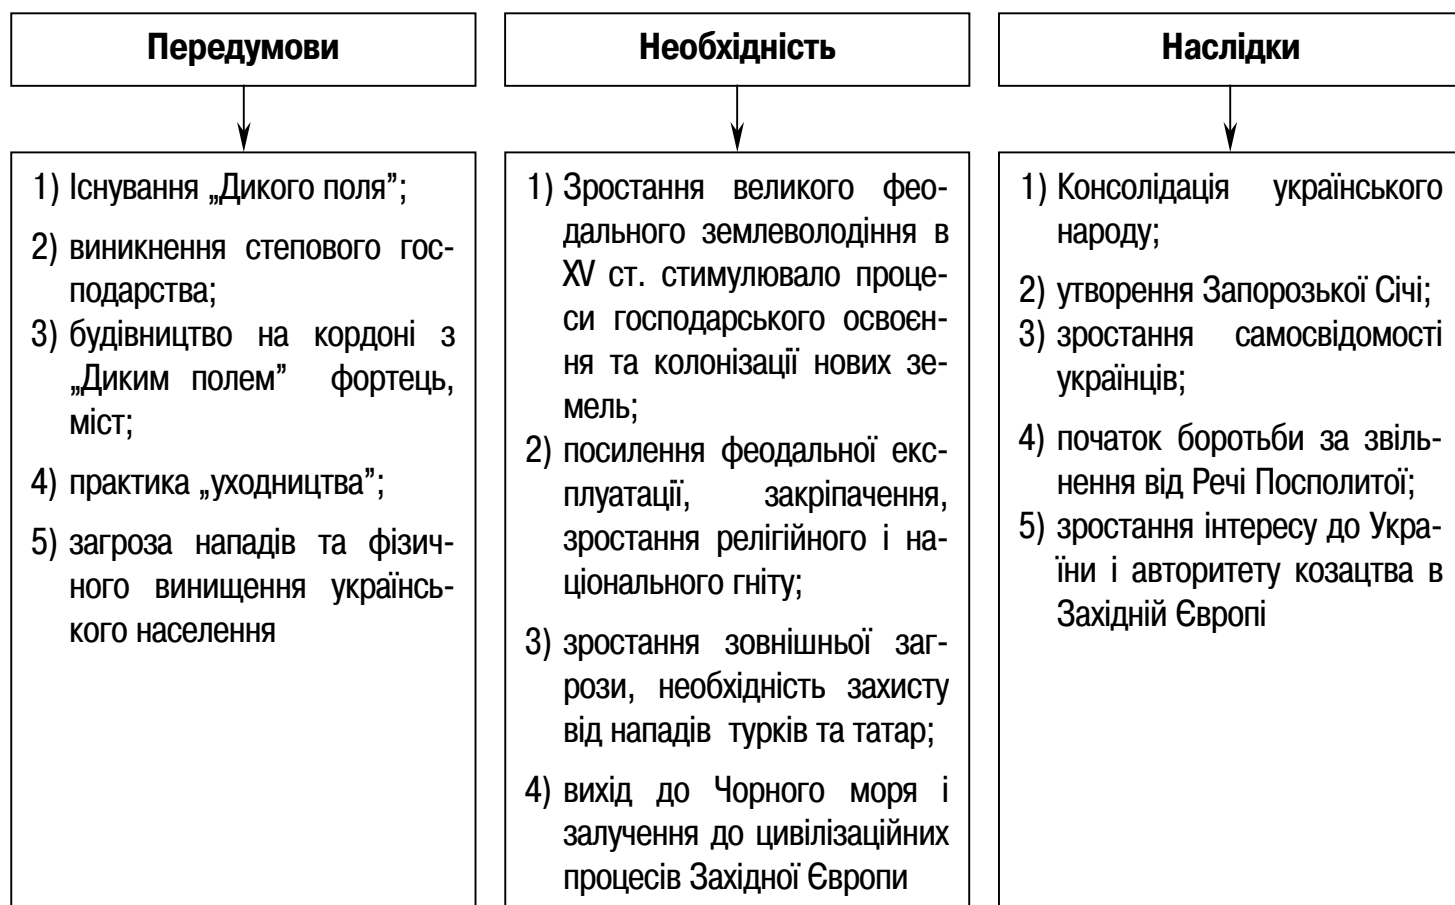 Передумови
1) Існування „Дикого поля”;
2) виникнення степового гос-
подарства;
3) будівництво на кордоні з
„Диким полем” фортець,
міст;
4) практика „уходництва”;
5) загроза нападів та фізич-
ного винищення українсь-
кого населення
Необхідність
1) Зростання великого фео-
дального землеволодіння в
XV ст. стимулювало проце-
си господарського освоєн-
ня та колонізації нових зе-
мель;
2) посилення феодальної екс-
плуатації, закріпачення,
зростання релігійного і на-
ціонального гніту;
3) зростання зовнішньої заг-
рози, необхідність захисту
від нападів турків та татар;
4) вихід до Чорного моря і
залучення до цивілізаційних
процесів Західної Європи
Наслідки
1) Консолідація українського
народу;
2) утворення Запорозької Січі;
3) зростання самосвідомості
українців;
4) початок боротьби за звіль-
нення від Речі Посполитої;
5) зростання інтересу до Укра-
їни і авторитету козацтва в
Західній Європі